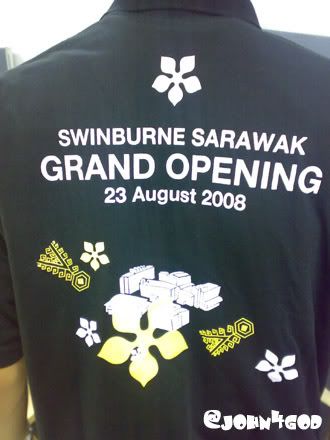 SWINBURNE SARAWAK
GRAND OPENING
23 August 2008
@JOHN4GOD